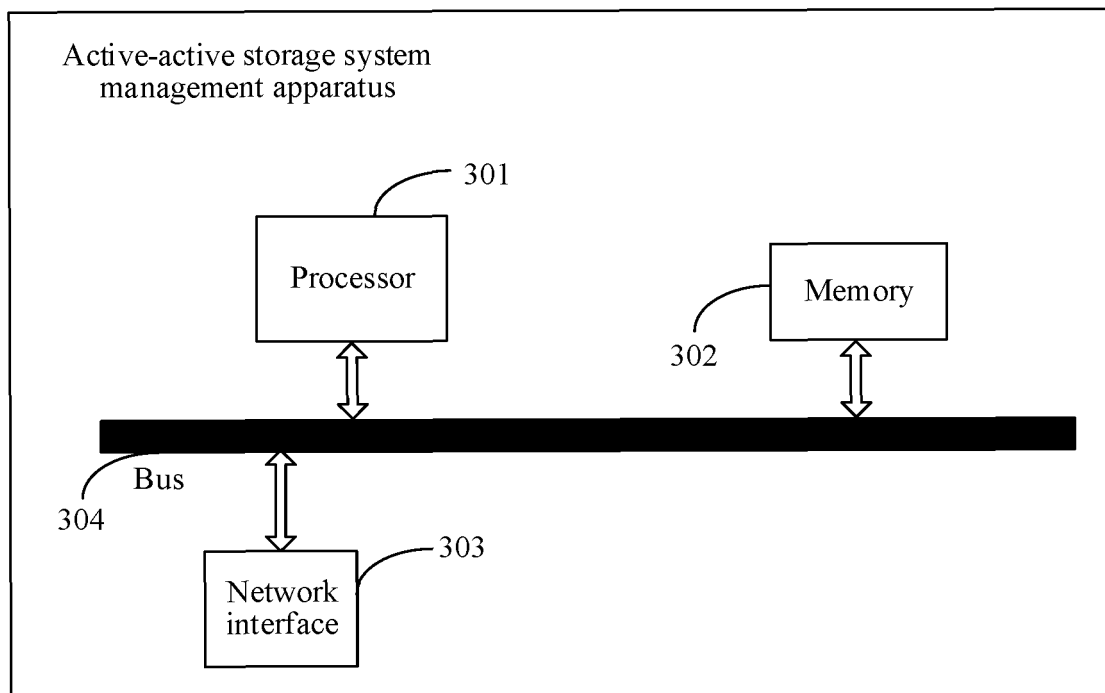 Active-active storage system
management apparatus
301
Processor
Memory
302
Bus
304
303
Network
interface